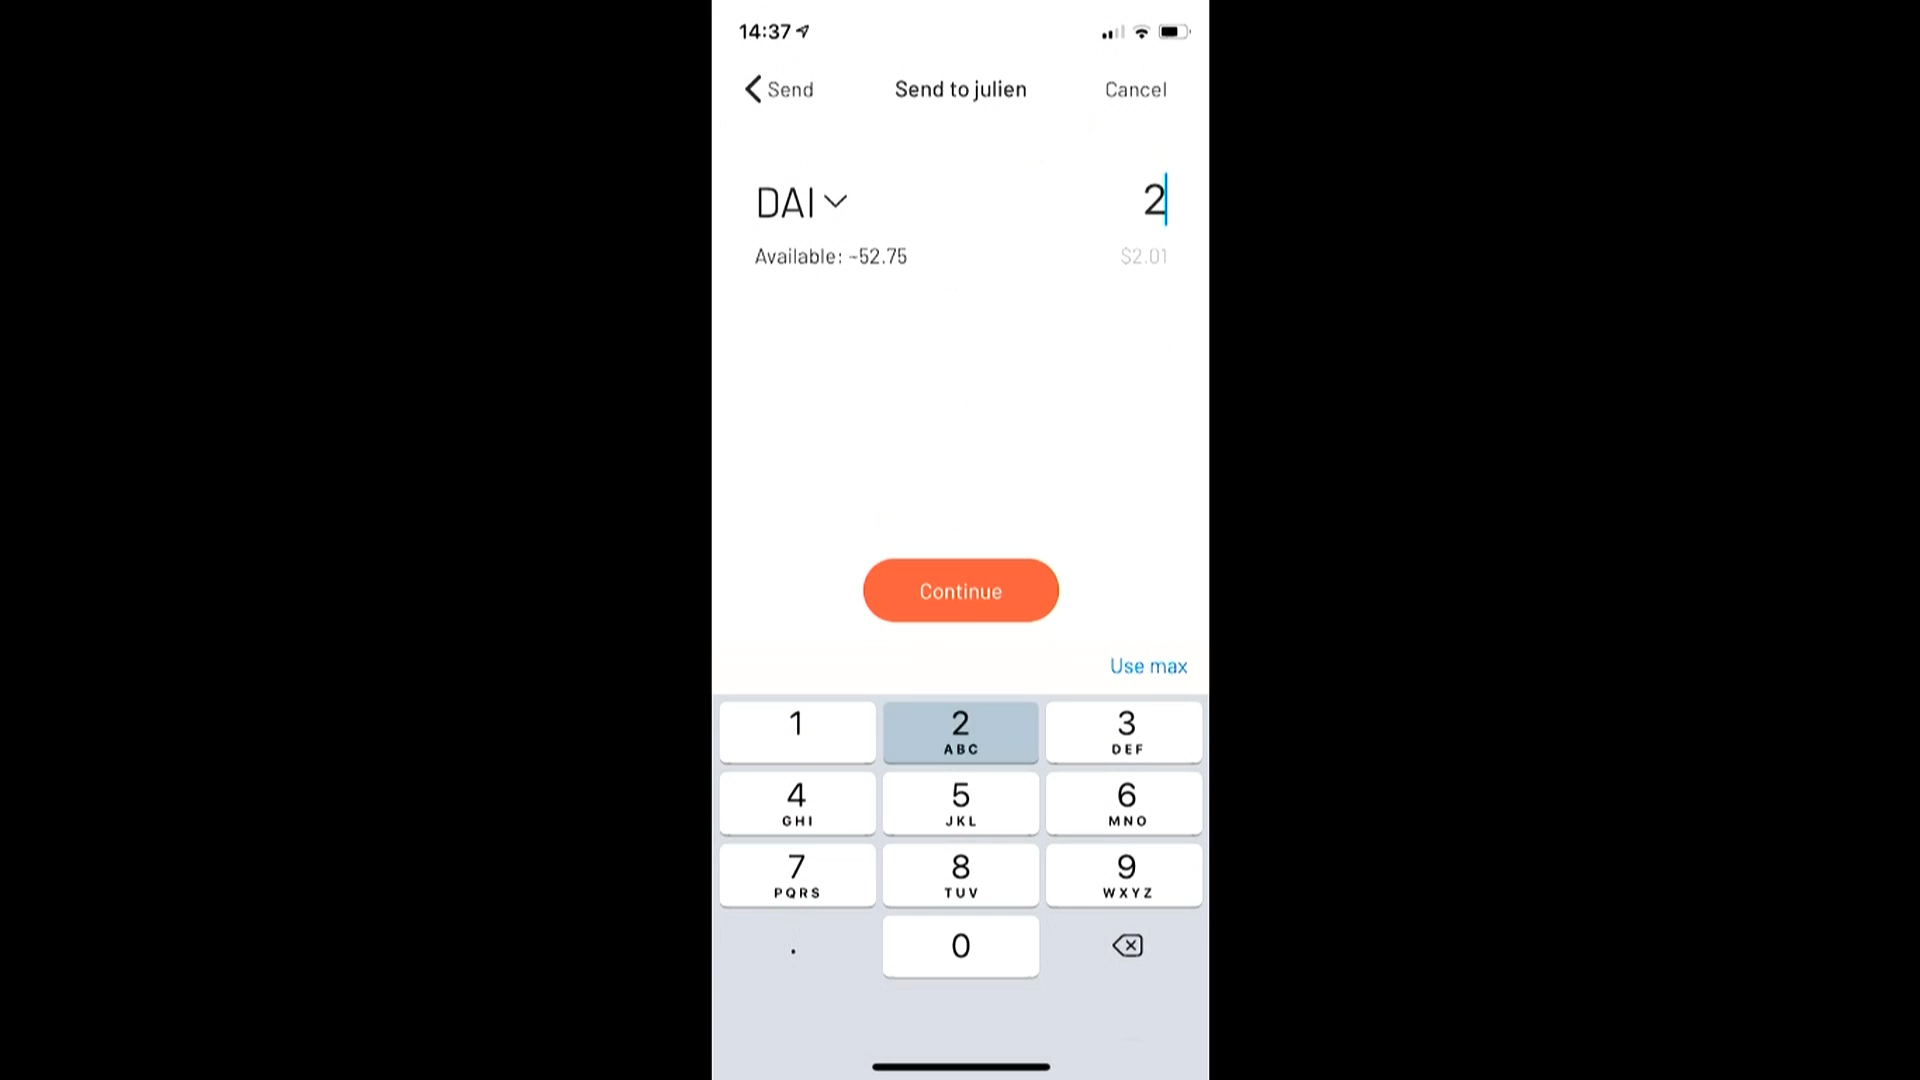 14:37
Send
Send to julien
Cancel
DAI
2
Available: ~52.75
$2.01
Continue
Use max
1
2
ABC
3
DEF
4
GHI
5
JKL
6
MNO
7
PQRS
8
TUV
9
WXYZ
.
0